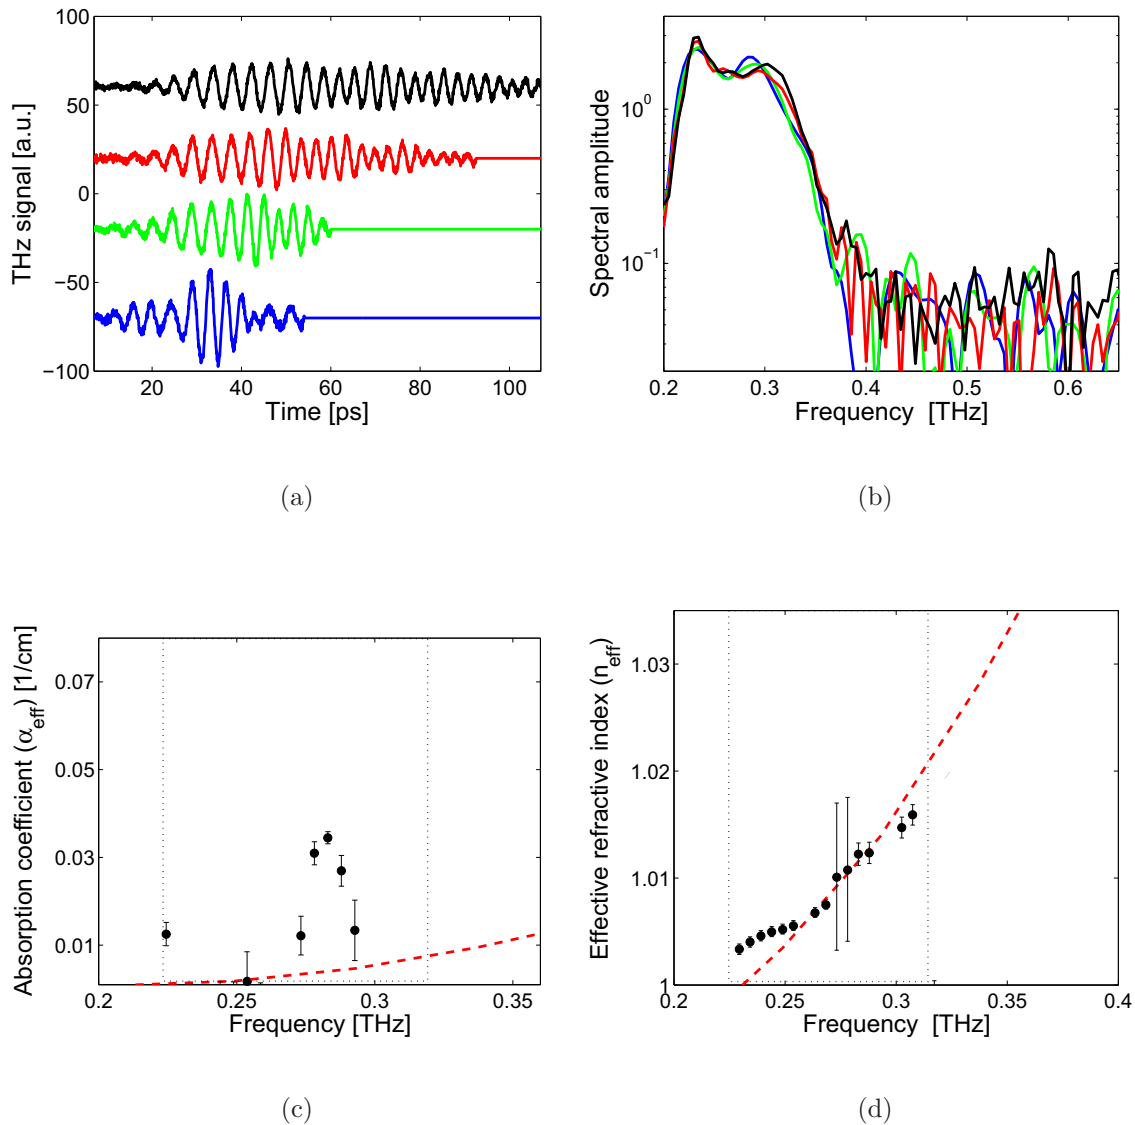 100
50
0
−50
−100
THz signal [a.u.]
20 40 60 80 100
Time [ps]
(a)
10^0
10^−1
Spectral amplitude
0.2 0.3 0.4 0.5 0.6
Frequency [THz]
(b)
0.07
0.05
0.03
0.01
Absorption coefficient (α_eff) [1/cm]
0.2 0.25 0.3 0.35
Frequency [THz]
(c)
1.03
1.02
1.01
1
Effective refractive index (n_eff)
0.2 0.25 0.3 0.35 0.4
Frequency [THz]
(d)